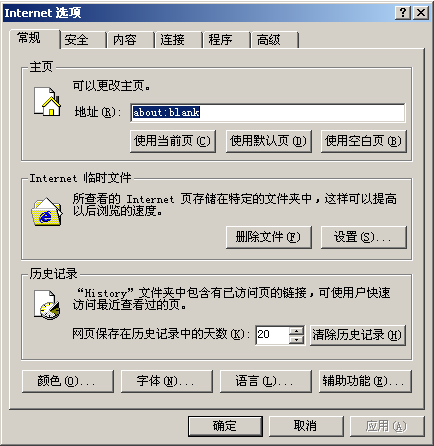 Internet 选项
常规 安全 内容 连接 程序 高级
主页
可以更改主页。
地址(R): about:blank
使用当前页(C) 使用默认页(D) 使用空白页(B)
Internet 临时文件
所查看的 Internet 页存储在特定的文件夹中，这样可以提高
以后浏览的速度。
删除文件(F)... 设置(S)...
历史记录
“History”文件夹中包含有已访问页的链接，可使用户快速
访问最近查看过的页。
网页保存在历史记录中的天数(K): 20 清除历史记录(H)
颜色(O)... 字体(N)... 语言(L)... 辅助功能(E)...
确定 取消 应用(A)